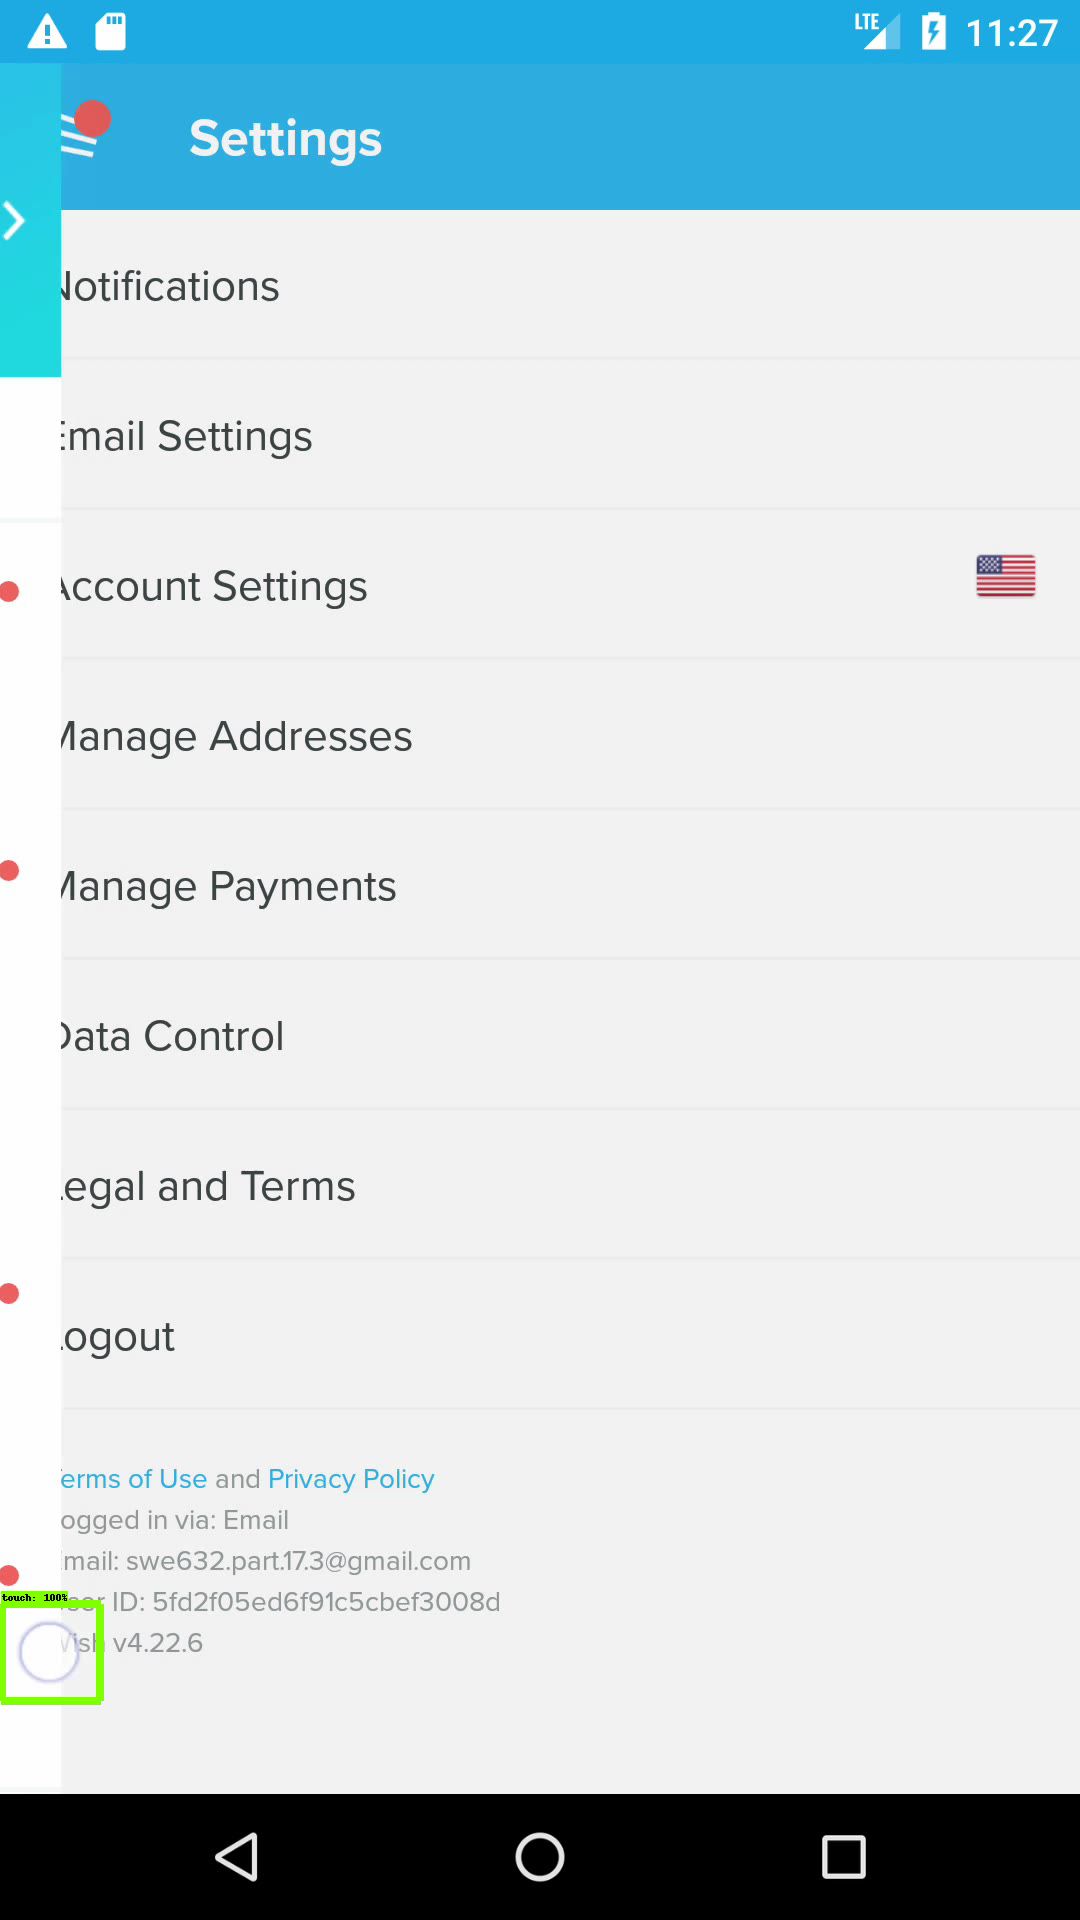 LTE 11:27
Settings
Notifications
Email Settings
Account Settings
Manage Addresses
Manage Payments
Data Control
Legal and Terms
Logout
Terms of Use and Privacy Policy
Logged in via: Email
Email: swe632.part.17.3@gmail.com
touch: 100%
User ID: 5fd2f05ed6f91c5cbef3008d
Wish v4.22.6